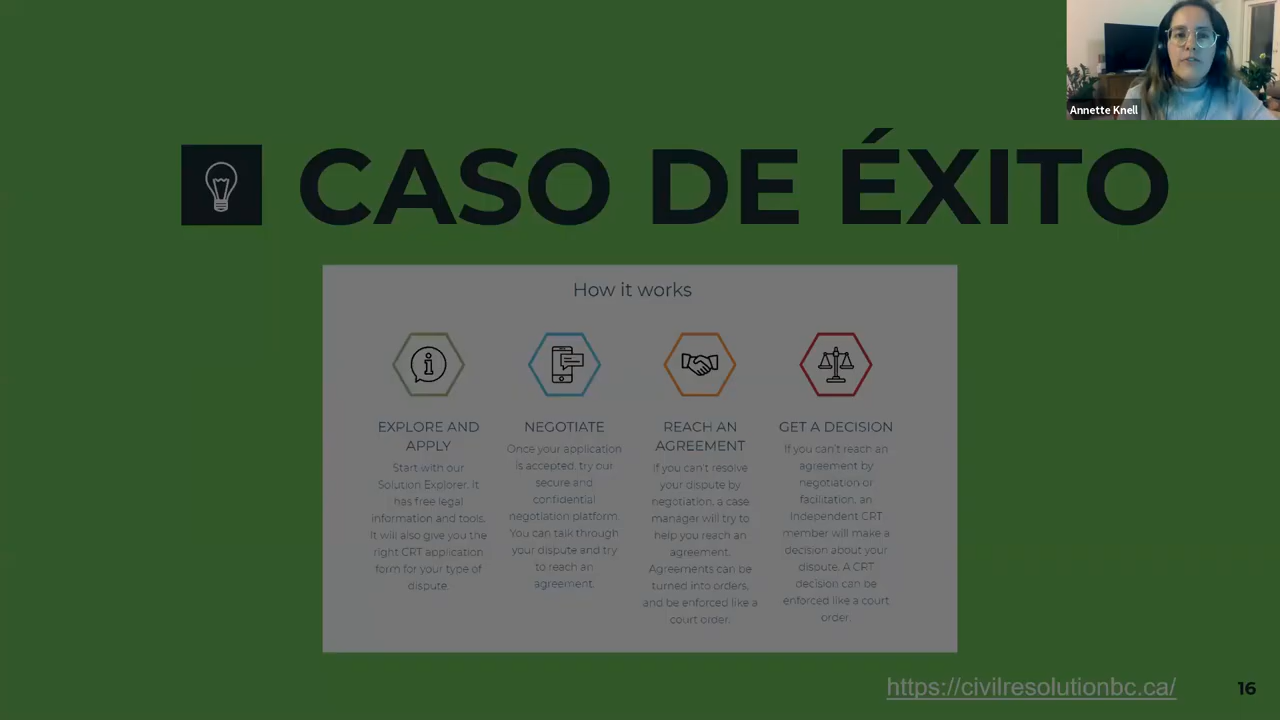 Annette Knell
CASO DE ÉXITO
How it works
EXPLORE AND
APPLY
Start with our
Solution Explorer. It
has free legal
information and tools.
It will also give you the
right CRT application
form for your type of
dispute.
NEGOTIATE
Once your application
is accepted, try our
secure and
confidential
negotiation platform.
You can talk through
your dispute and try
to reach an
agreement.
REACH AN
AGREEMENT
If you can't resolve
your dispute by
negotiation, a case
manager will try to
help you reach an
agreement.
Agreements can be
turned into orders,
and be enforced like a
court order.
GET A DECISION
If you can't reach an
agreement by
negotiation or
facilitation, an
independent CRT
member will make a
decision about your
dispute. A CRT
decision can be
enforced like a court
order.
https://civilresolutionbc.ca/
16